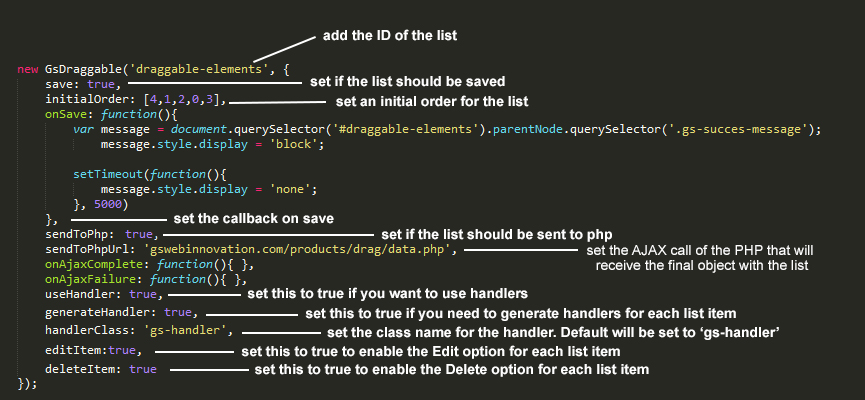 add the ID of the list
new GsDraggable('draggable-elements', {
save: true, set if the list should be saved
initialOrder: [4,1,2,0,3], set an initial order for the list
onSave: function(){
var message = document.querySelector('#draggable-elements').parentNode.querySelector('.gs-succes-message');
message.style.display = 'block';
setTimeout(function(){
message.style.display = 'none';
}, 5000)
}, set the callback on save
sendToPhp: true, set if the list should be sent to php
sendToPhpUrl: 'gswebinnovation.com/products/drag/data.php', set the AJAX call of the PHP that will
onAjaxComplete: function(){ }, receive the final object with the list
onAjaxFailure: function(){ },
useHandler: true, set this to true if you want to use handlers
generateHandler: true, set this to true if you need to generate handlers for each list item
handlerClass: 'gs-handler', set the class name for the handler. Default will be set to ‘gs-handler’
editItem:true, set this to true to enable the Edit option for each list item
deleteItem: true set this to true to enable the Delete option for each list item
});